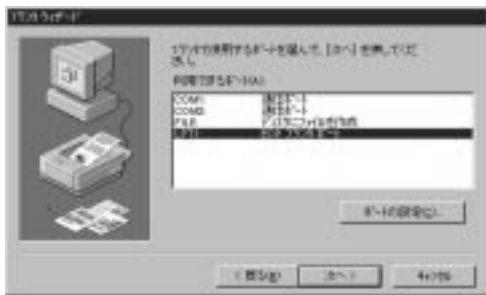 プリンタウィザード
プリンタが使用するポートを選んで、[次へ] を押してくだ
さい。
利用できるポート(A):
COM1: 通信ポート
COM2: 通信ポート
FILE: ディスクにファイルを作成
LPT1: プリンタポート
ポートの設定(C)...
< 戻る(B)
次へ >
キャンセル